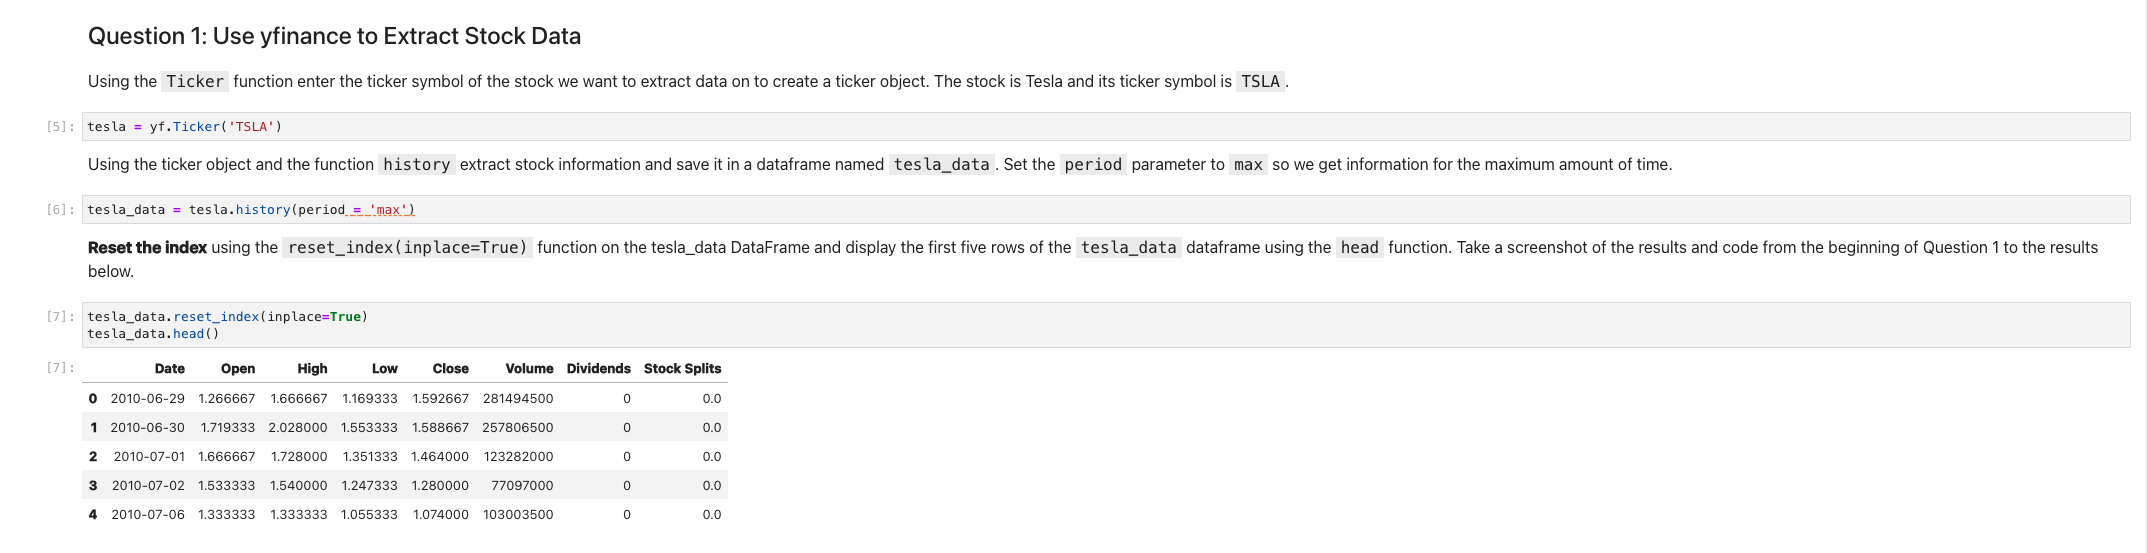 Question 1: Use yfinance to Extract Stock Data
Using the Ticker function enter the ticker symbol of the stock we want to extract data on to create a ticker object. The stock is Tesla and its ticker symbol is TSLA.
[5]: tesla = yf.Ticker('TSLA')
Using the ticker object and the function history extract stock information and save it in a dataframe named tesla_data. Set the period parameter to max so we get information for the maximum amount of time.
[6]: tesla_data = tesla.history(period = 'max')
Reset the index using the reset_index(inplace=True) function on the tesla_data DataFrame and display the first five rows of the tesla_data dataframe using the head function. Take a screenshot of the results and code from the beginning of Question 1 to the results
below.
[7]: tesla_data.reset_index(inplace=True)
tesla_data.head()
[7]: Date Open High Low Close Volume Dividends Stock Splits
0 2010-06-29 1.266667 1.666667 1.169333 1.592667 281494500 0 0.0
1 2010-06-30 1.719333 2.028000 1.553333 1.588667 257806500 0 0.0
2 2010-07-01 1.666667 1.728000 1.351333 1.464000 123282000 0 0.0
3 2010-07-02 1.533333 1.540000 1.247333 1.280000 77097000 0 0.0
4 2010-07-06 1.333333 1.333333 1.055333 1.074000 103003500 0 0.0